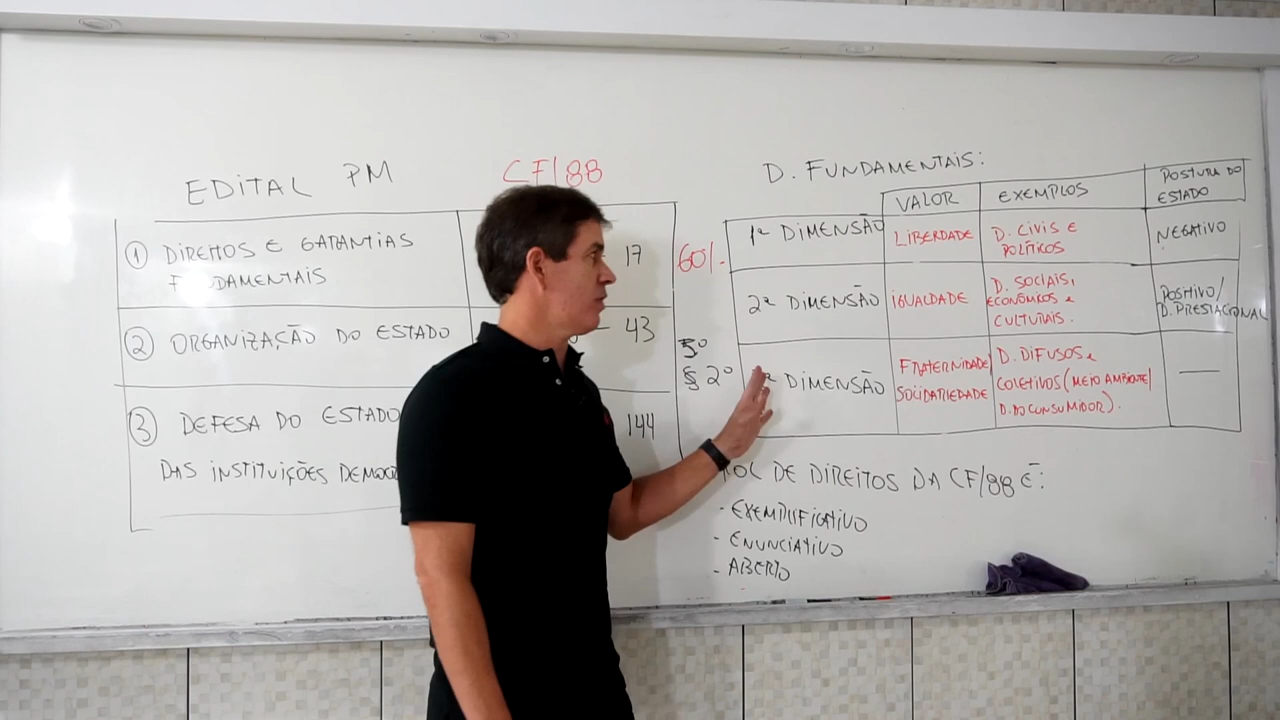 EDITAL PM
CF/88
① DIREITOS E GARANTIAS
17
60%.
② ORGANIZAÇÃO DO ESTADO
43
③ DEFESA DO ESTADO
144
DAS INSTITUIÇÕES
5º
§ 2º
D. FUNDAMENTAIS:
VALOR
EXEMPLOS
POSTURA DO
ESTADO
1ª DIMENSÃO
LIBERDADE
D. CIVIS E
POLÍTICOS
NEGATIVO
2ª DIMENSÃO
IGUALDADE
D. SOCIAIS,
ECONÔMICOS E
CULTURAIS.
POSITIVO/
D. PRESTACIONAL
DIMENSÃO
FRATERNIDADE/
SOLIDARIEDADE
D. DIFUSOS E
COLETIVOS (MEIO AMBIENTE/
D. DO CONSUMIDOR).
DE DIREITOS DA CF/88 É:
- EXEMPLIFICATIVO
- ENUNCIATIVO
- ABERTO